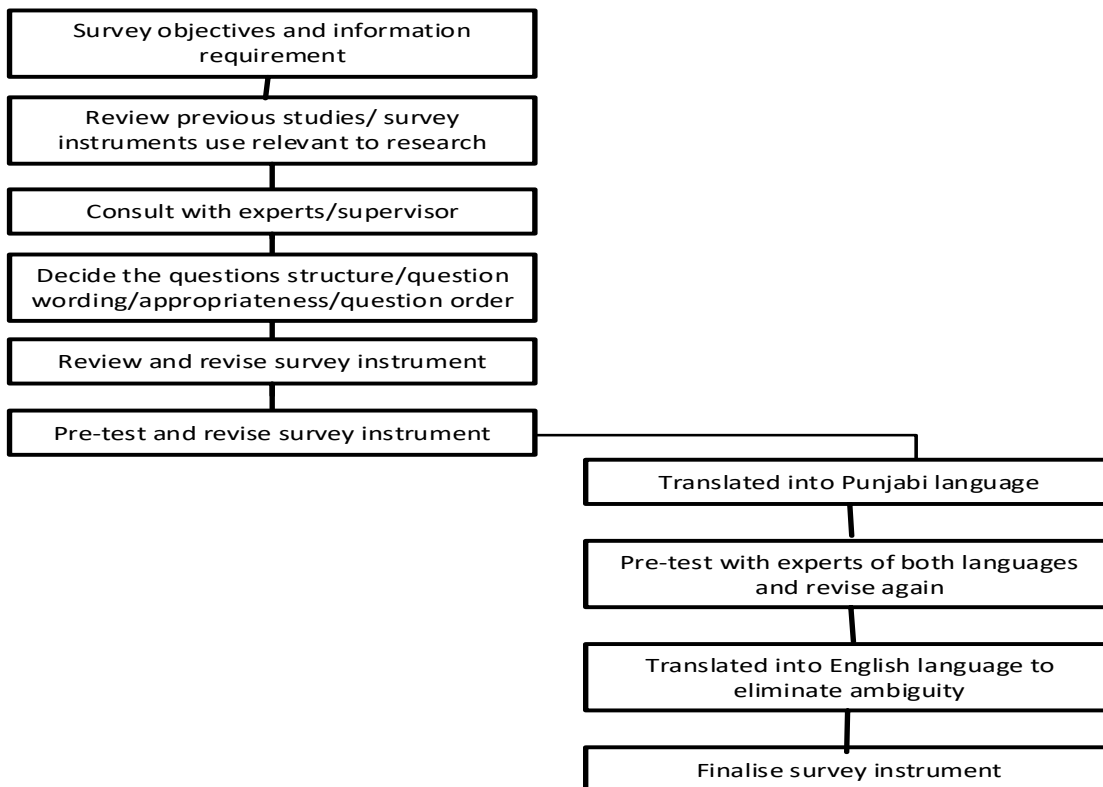 Survey objectives and information
requirement
Review previous studies/ survey
instruments use relevant to research
Consult with experts/supervisor
Decide the questions structure/question
wording/appropriateness/question order
Review and revise survey instrument
Pre-test and revise survey instrument
Translated into Punjabi language
Pre-test with experts of both languages
and revise again
Translated into English language to
eliminate ambiguity
Finalise survey instrument